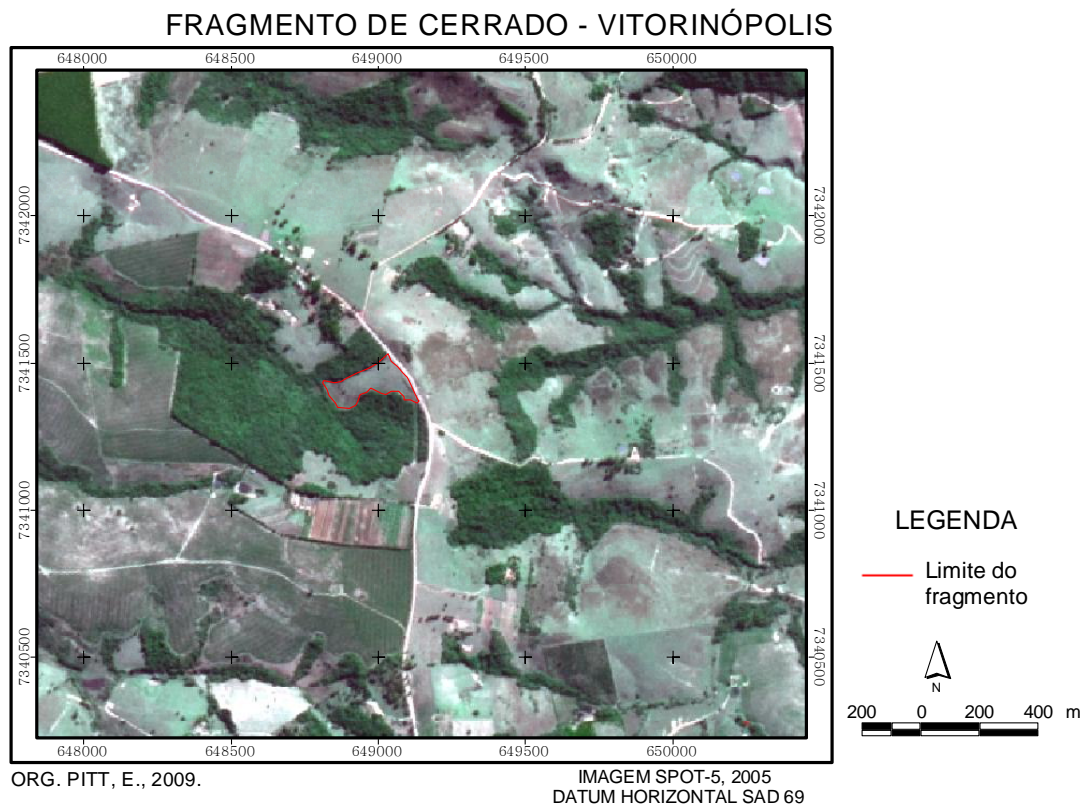 FRAGMENTO DE CERRADO - VITORINÓPOLIS
648000 648500 649000 649500 650000
7342000 7342000
7341500 7341500
7341000 7341000
7340500 7340500
648000 648500 649000 649500 650000
LEGENDA
Limite do
fragmento
N
200 0 200 400 m
ORG. PITT, E., 2009.
IMAGEM SPOT-5, 2005
DATUM HORIZONTAL SAD 69